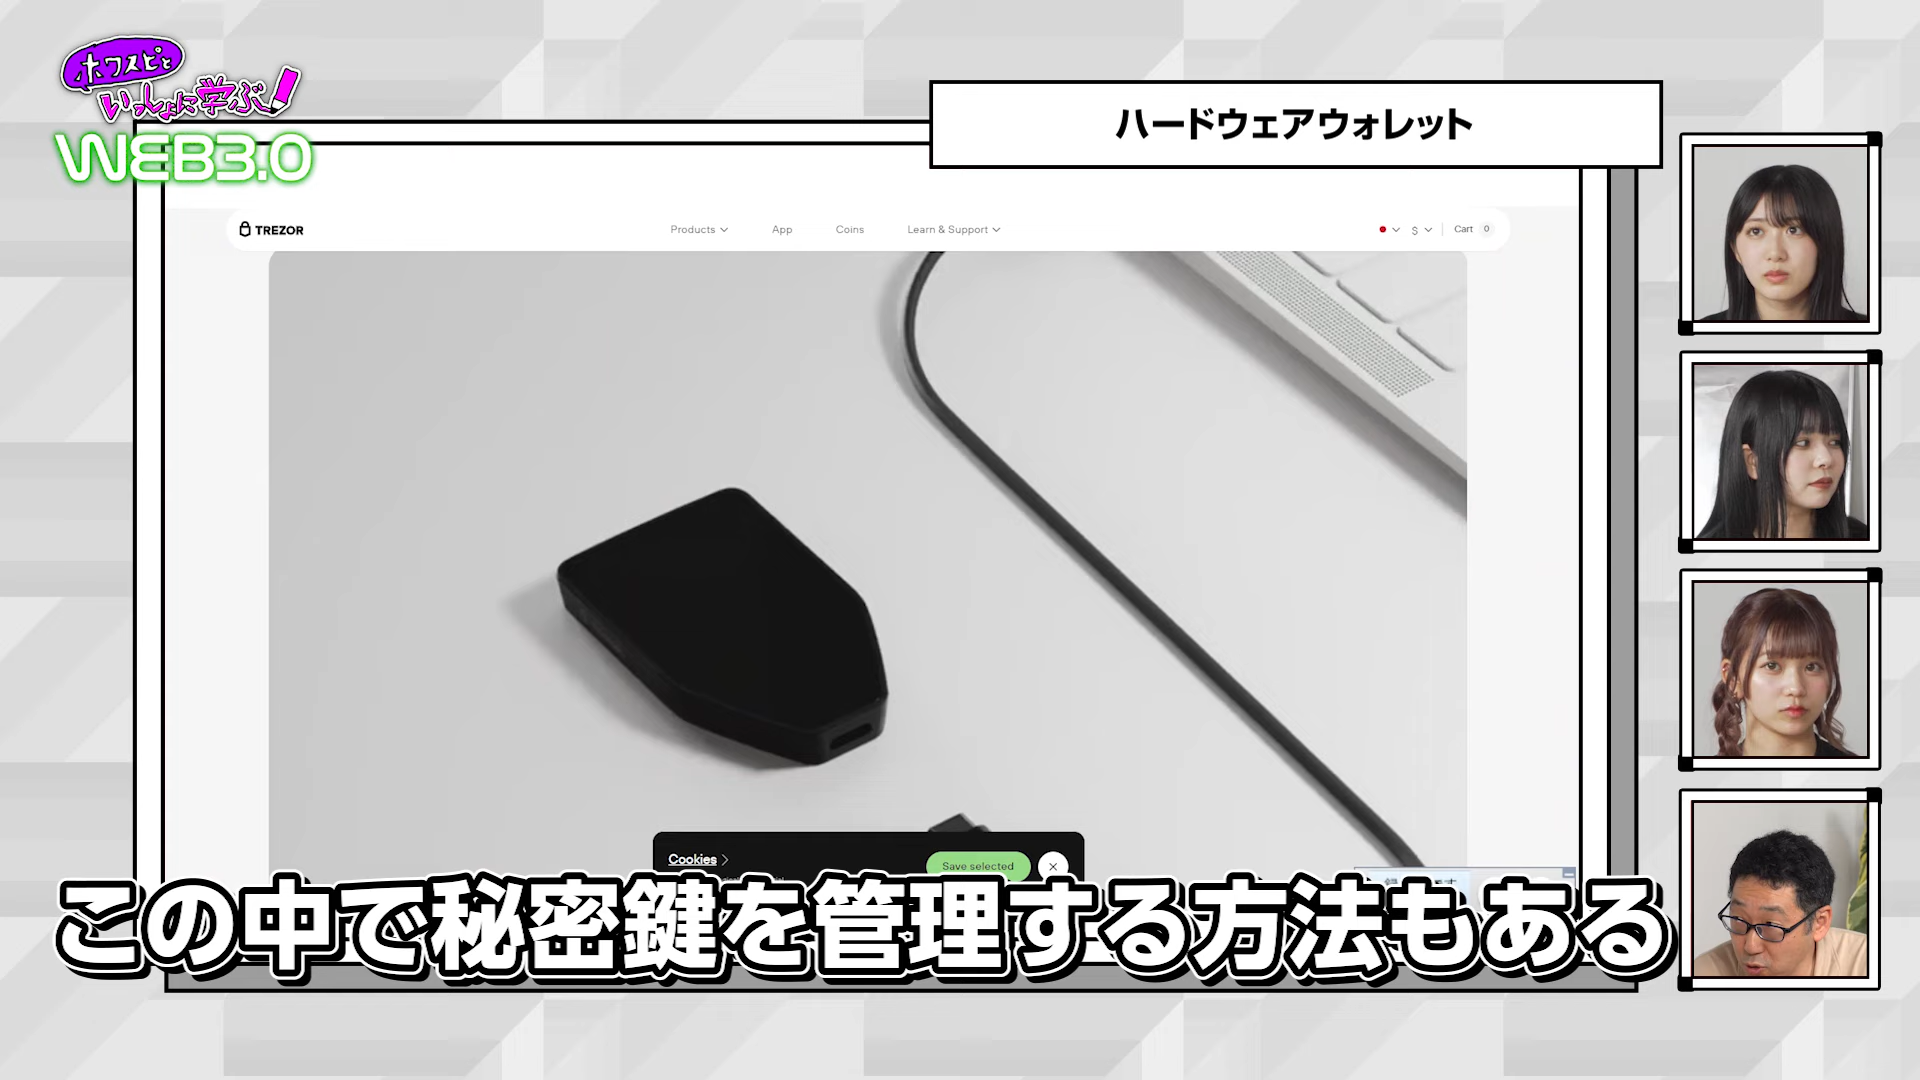 ホワスピと
いっしょに学ぶ!
WEB3.0
ハードウェアウォレット
TREZOR
Products
App
Coins
Learn & Support
$
Cart 0
Cookies
Save selected
この中で秘密鍵を管理する方法もある